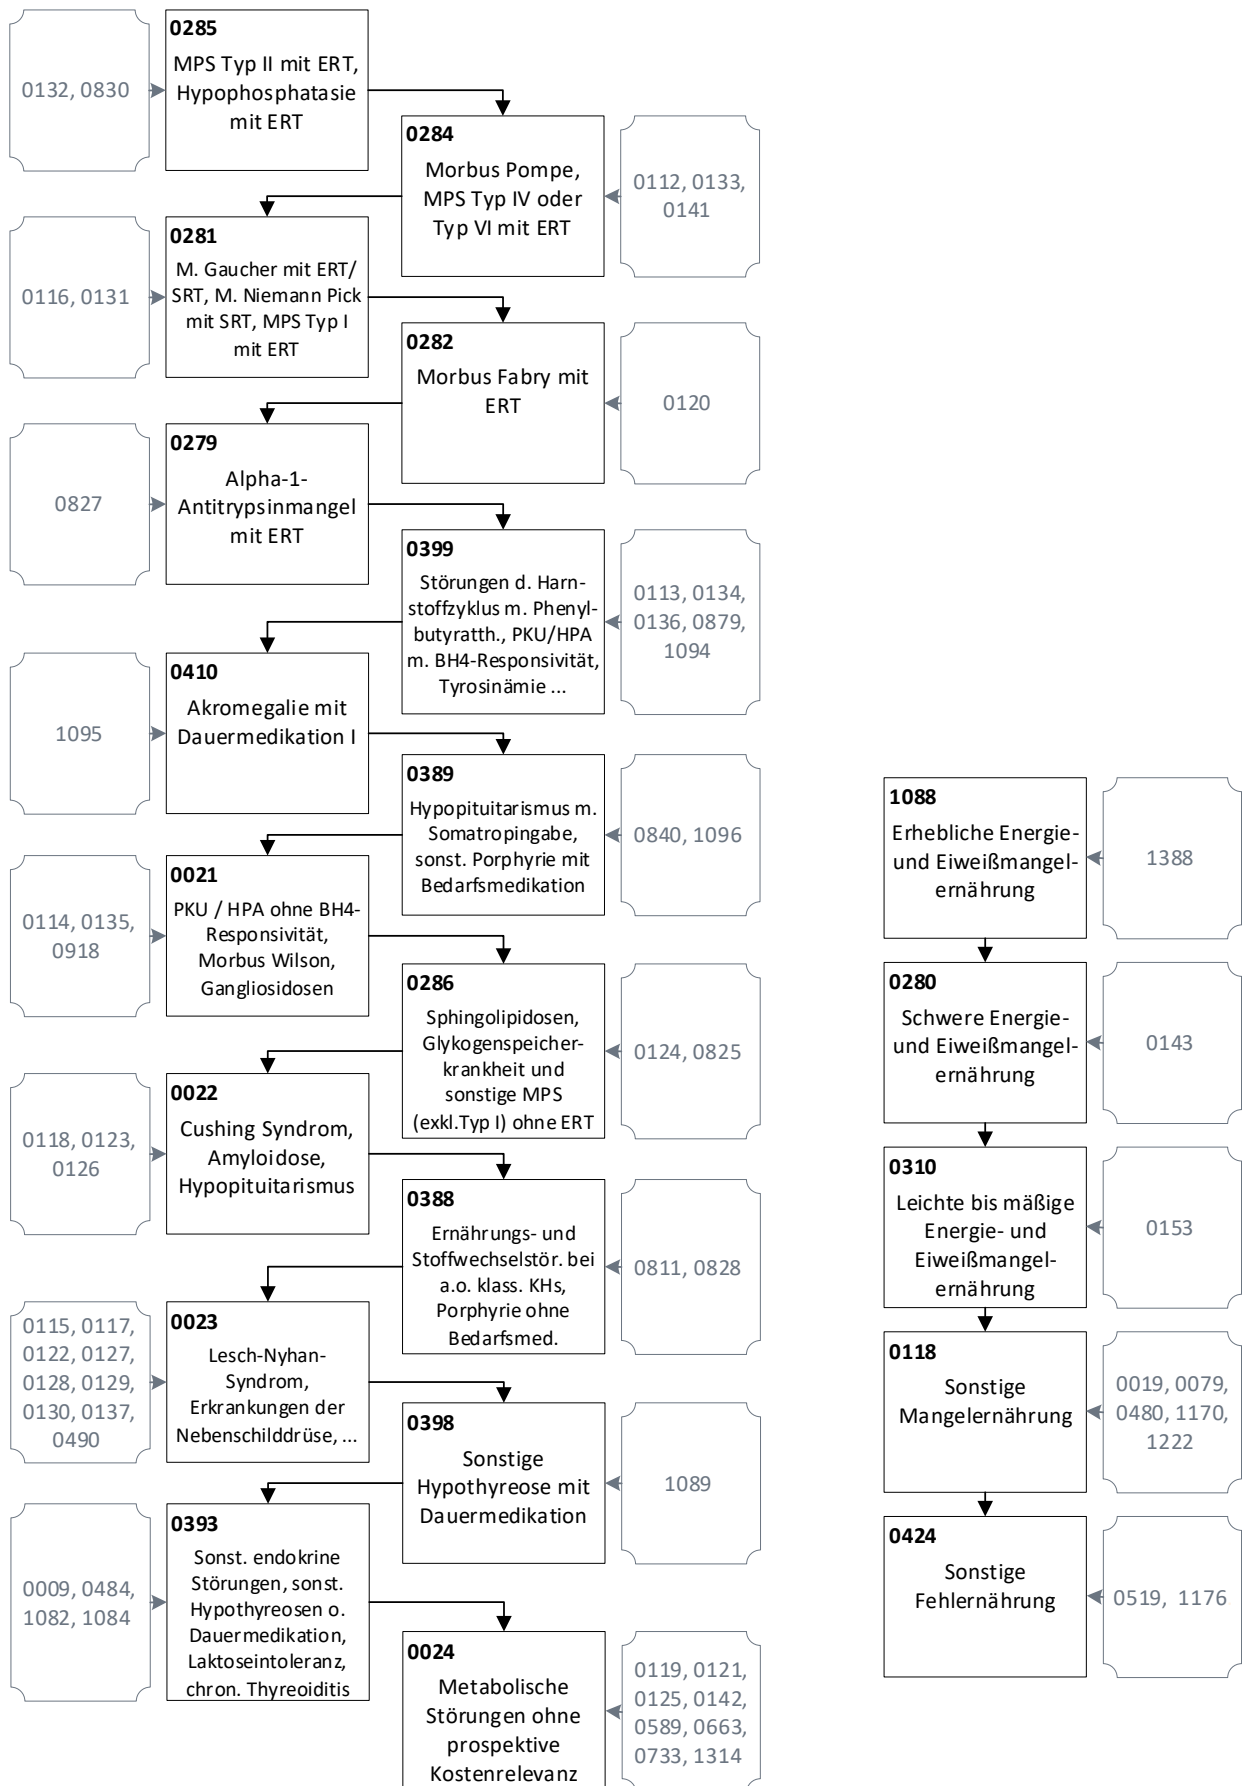 0132, 0830
0285
MPS Typ II mit ERT,
Hypophosphatasie
mit ERT
0284
Morbus Pompe,
MPS Typ IV oder
Typ VI mit ERT
0112, 0133,
0141
0116, 0131
0281
M. Gaucher mit ERT/
SRT, M. Niemann Pick
mit SRT, MPS Typ I
mit ERT
0282
Morbus Fabry mit
ERT
0120
0827
0279
Alpha-1-
Antitrypsinmangel
mit ERT
0399
Störungen d. Harn-
stoffzyklus m. Phenyl-
butyratth., PKU/HPA
m. BH4-Responsivität,
Tyrosinämie ...
0113, 0134,
0136, 0879,
1094
1095
0410
Akromegalie mit
Dauermedikation I
0389
Hypopituitarismus m.
Somatropingabe,
sonst. Porphyrie mit
Bedarfsmedikation
0840, 1096
0114, 0135,
0918
0021
PKU / HPA ohne BH4-
Responsivität,
Morbus Wilson,
Gangliosidosen
0286
Sphingolipidosen,
Glykogenspeicher-
krankheit und
sonstige MPS
(exkl.Typ I) ohne ERT
0124, 0825
0118, 0123,
0126
0022
Cushing Syndrom,
Amyloidose,
Hypopituitarismus
0388
Ernährungs- und
Stoffwechselstör. bei
a.o. klass. KHs,
Porphyrie ohne
Bedarfsmed.
0811, 0828
0115, 0117,
0122, 0127,
0128, 0129,
0130, 0137,
0490
0023
Lesch-Nyhan-
Syndrom,
Erkrankungen der
Nebenschilddrüse, ...
0398
Sonstige
Hypothyreose mit
Dauermedikation
1089
0009, 0484,
1082, 1084
0393
Sonst. endokrine
Störungen, sonst.
Hypothyreosen o.
Dauermedikation,
Laktoseintoleranz,
chron. Thyreoiditis
0024
Metabolische
Störungen ohne
prospektive
Kostenrelevanz
0119, 0121,
0125, 0142,
0589, 0663,
0733, 1314
1088
Erhebliche Energie-
und Eiweißmangel-
ernährung
1388
0280
Schwere Energie-
und Eiweißmangel-
ernährung
0143
0310
Leichte bis mäßige
Energie- und
Eiweißmangel-
ernährung
0153
0118
Sonstige
Mangelernährung
0019, 0079,
0480, 1170,
1222
0424
Sonstige
Fehlernährung
0519, 1176